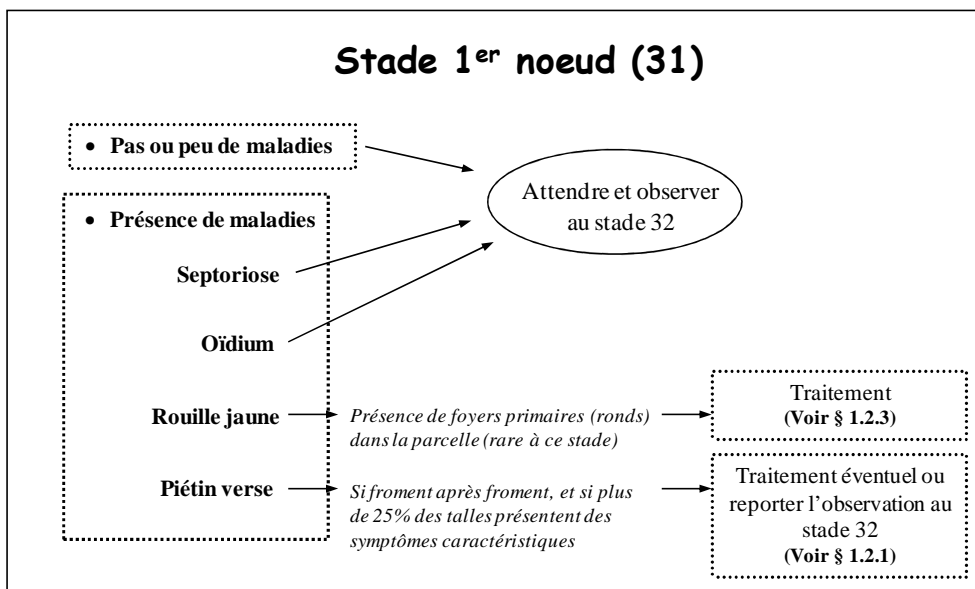 Stade 1er noeud (31)
• Pas ou peu de maladies
Attendre et observer
au stade 32
• Présence de maladies
Septoriose
Oïdium
Rouille jaune
Présence de foyers primaires (ronds)
dans la parcelle (rare à ce stade)
Traitement
(Voir § 1.2.3)
Piétin verse
Si froment après froment, et si plus
de 25% des talles présentent des
symptômes caractéristiques
Traitement éventuel ou
reporter l’observation au
stade 32
(Voir § 1.2.1)